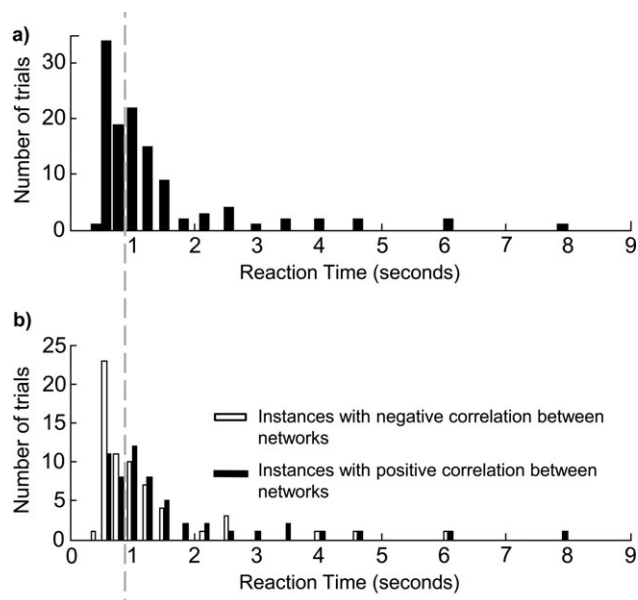 a)
Number of trials
30
20
10
0
1 2 3 4 5 6 7 8 9
Reaction Time (seconds)
b)
Number of trials
25
20
15
10
5
0
Instances with negative correlation between
networks
Instances with positive correlation between
networks
0 1 2 3 4 5 6 7 8 9
Reaction Time (seconds)